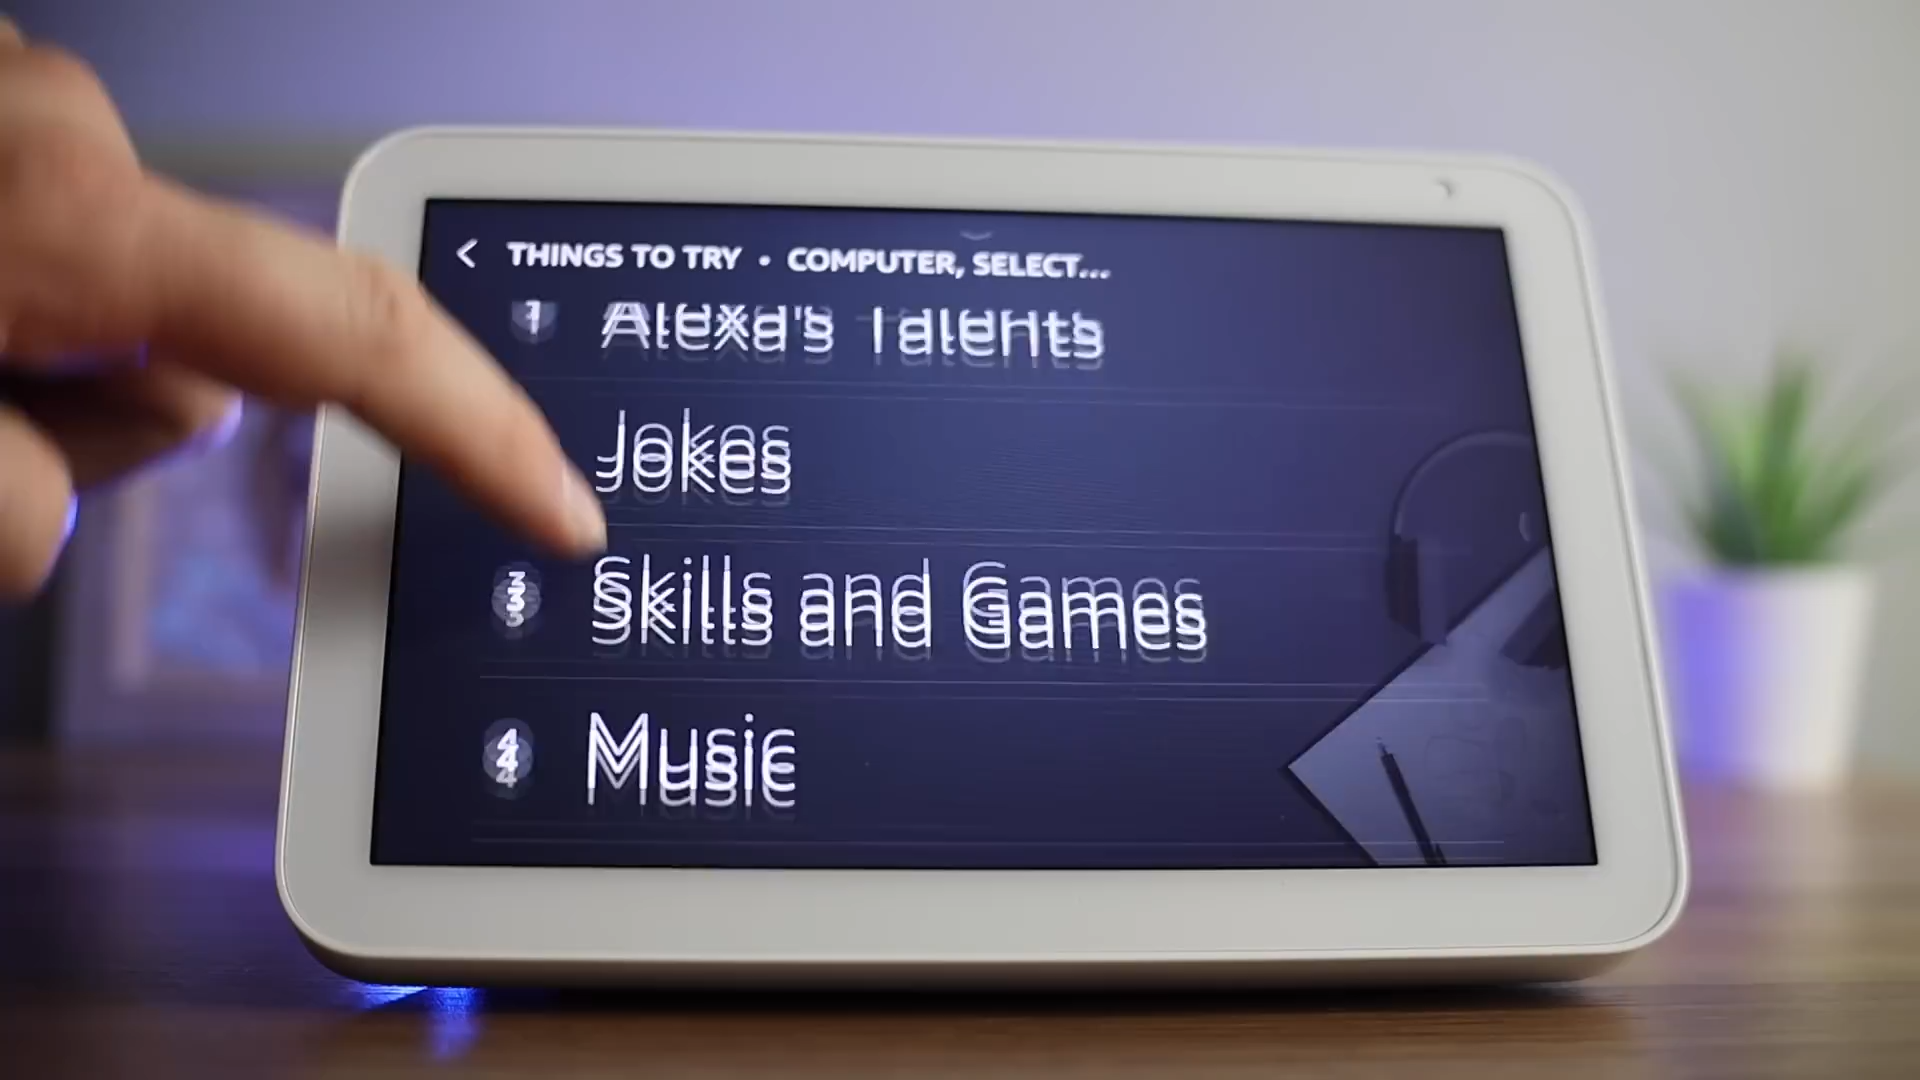 < THINGS TO TRY • COMPUTER, SELECT...
1 Alexa's Talents
Jokes
3 Skills and Games
4 Music